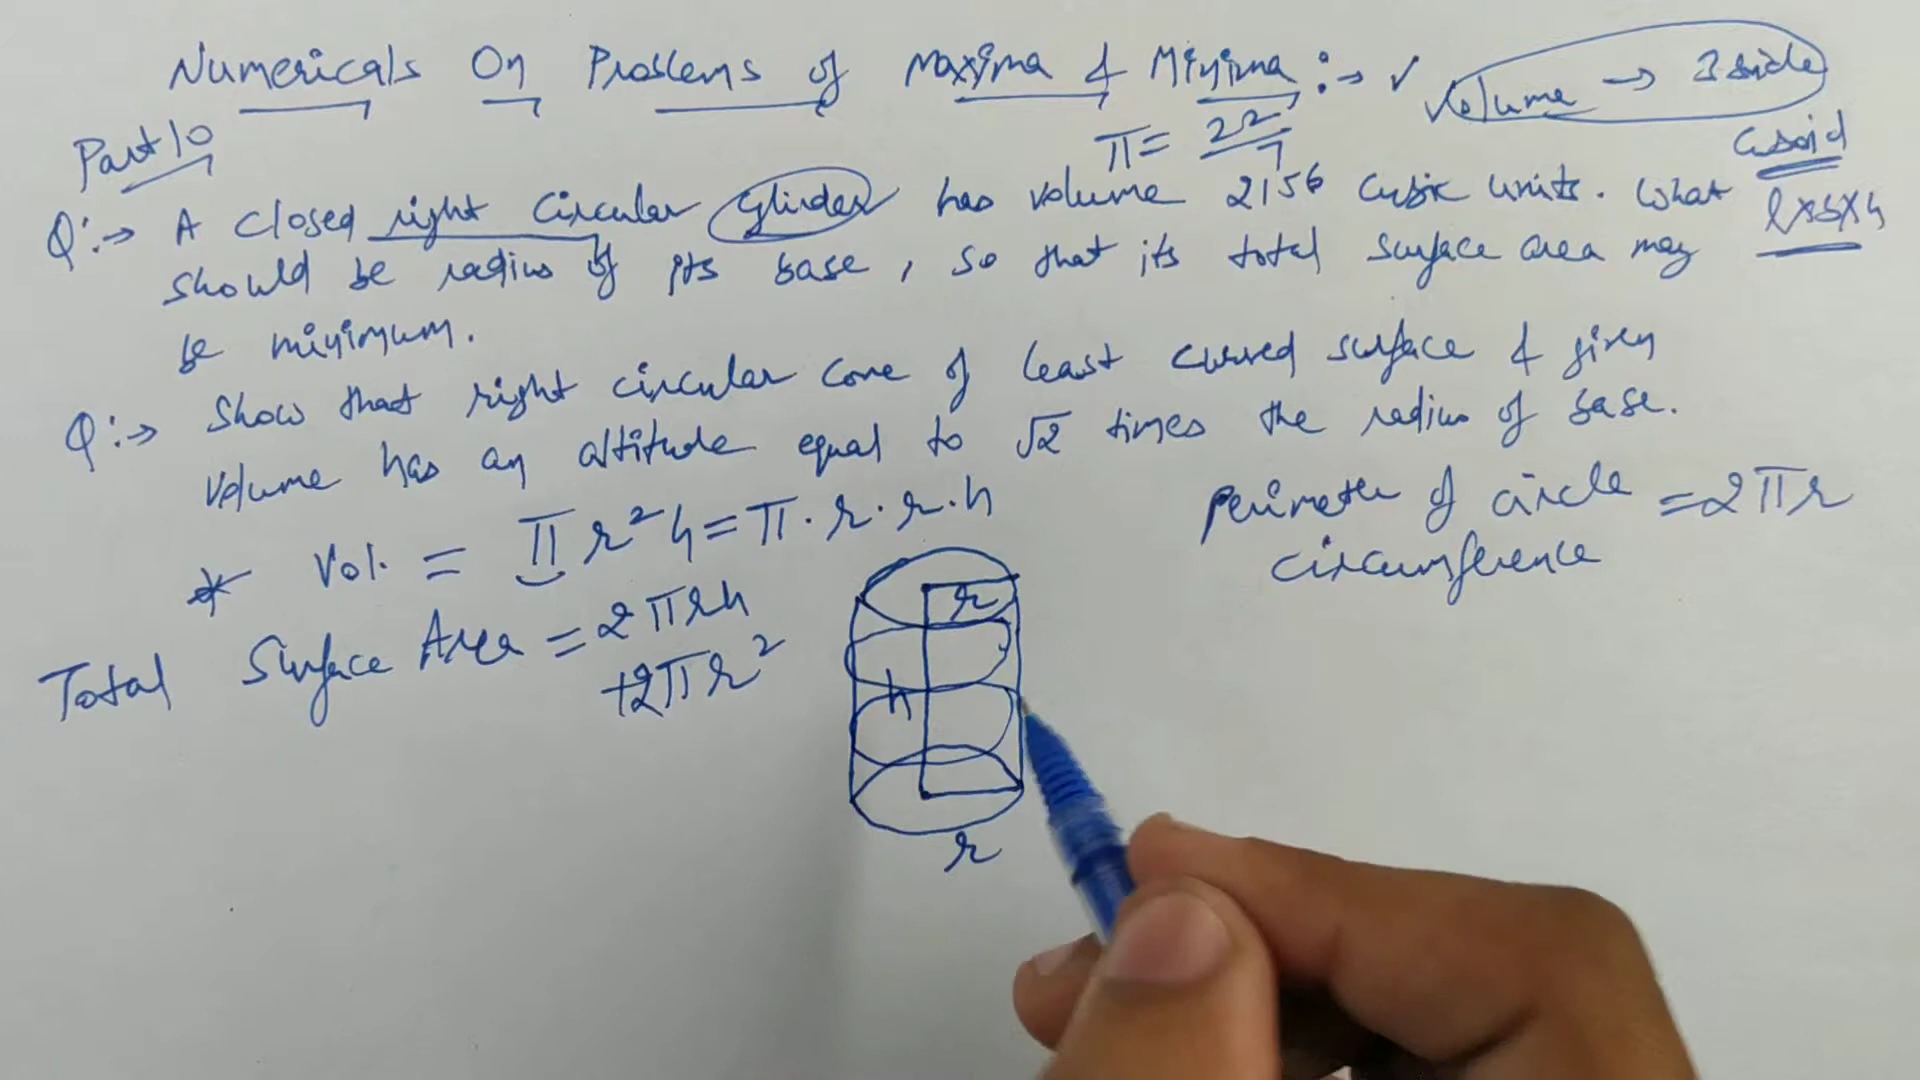 Numericals On Problems of Maxima & Minima :→ ✓
Volume → 3 side
Part 10
π = 22/7
Cuboid
l×b×h
Q:→ A closed right circular cylinder has volume 2156 cubic units. What
should be radius of its base, so that its total surface area may
be minimum.
Q:→ Show that right circular cone of least curved surface & given
volume has an altitude equal to √2 times the radius of base.
* Vol. = πr²h = π.r.r.h
Perimeter of circle = 2πr
circumference
Total Surface Area = 2πrh
+2πr²
r
h
r